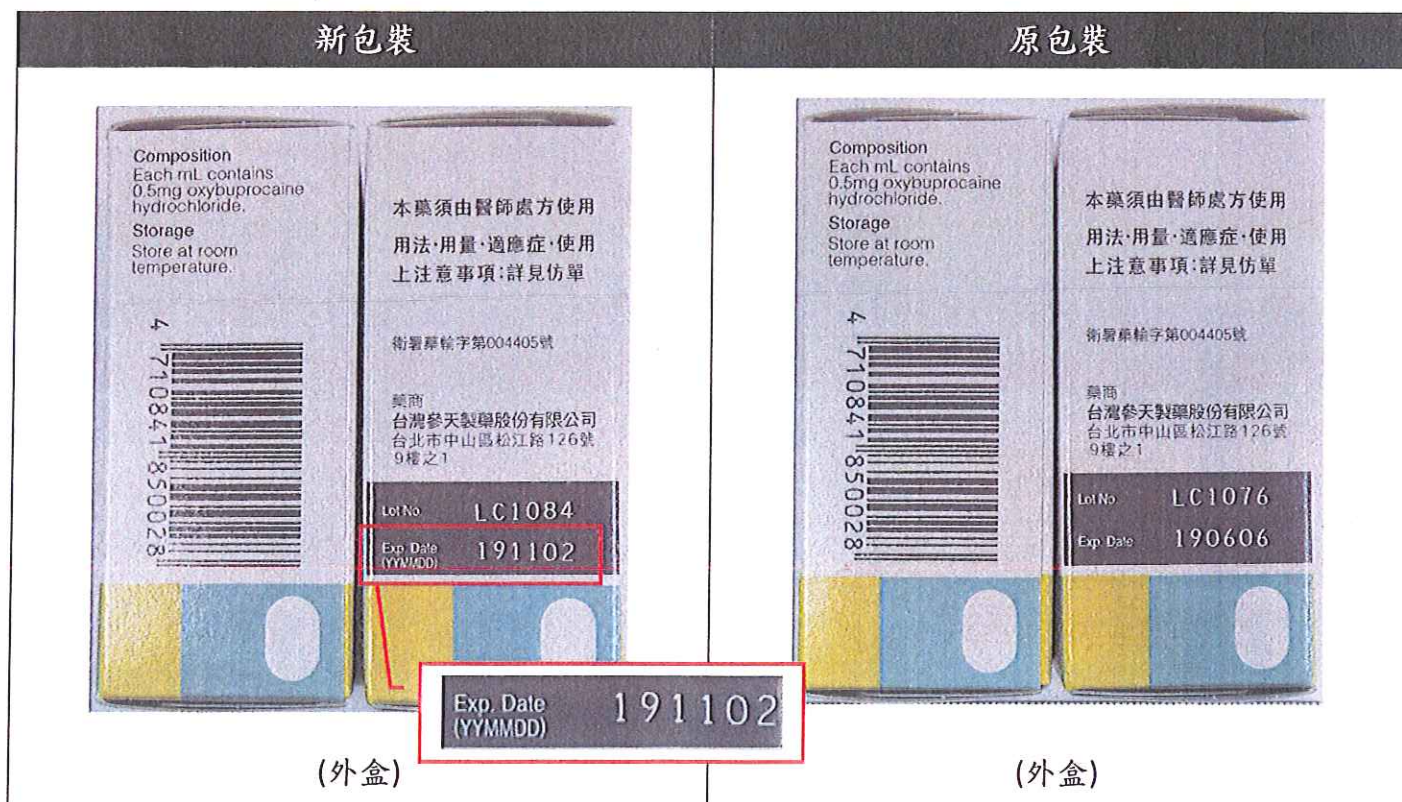 新包裝
原包裝
Composition
Each mL contains
0.5mg oxybuprocaine
hydrochloride.
Storage
Store at room
temperature.
4710841850028
本藥須由醫師處方使用
用法‧用量‧適應症‧使用
上注意事項:詳見仿單
衛署藥輸字第004405號
藥商
台灣參天製藥股份有限公司
台北市中山區松江路126號
9樓之1
Lot No LC1084
Exp. Date 191102
(YYMMDD)
Exp. Date 191102
(YYMMDD)
(外盒)
Composition
Each mL contains
0.5mg oxybuprocaine
hydrochloride.
Storage
Store at room
temperature.
4710841850028
本藥須由醫師處方使用
用法‧用量‧適應症‧使用
上注意事項:詳見仿單
衛署藥輸字第004405號
藥商
台灣參天製藥股份有限公司
台北市中山區松江路126號
9樓之1
Lot No LC1076
Exp. Date 190606
(外盒)